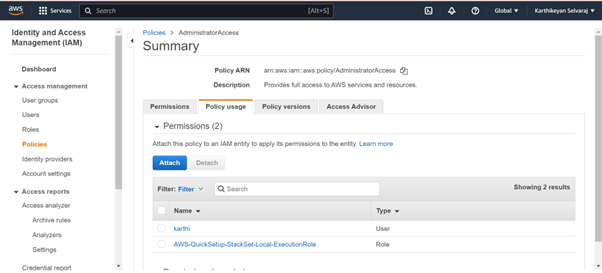 aws Services Search [Alt+S] Global Karthikeyan Selvaraj
Identity and Access Management (IAM)
Dashboard
Access management
User groups
Users
Roles
Policies
Identity providers
Account settings
Access reports
Access analyzer
Archive rules
Analyzers
Settings
Credential report
Policies > AdministratorAccess
Summary
Policy ARN arn:aws:iam::aws:policy/AdministratorAccess
Description Provides full access to AWS services and resources.
Permissions Policy usage Policy versions Access Advisor
Permissions (2)
Attach this policy to an IAM entity to apply its permissions to the entity. Learn more
Attach Detach
Filter: Filter Search Showing 2 results
Name Type
karthi User
AWS-QuickSetup-StackSet-Local-ExecutionRole Role